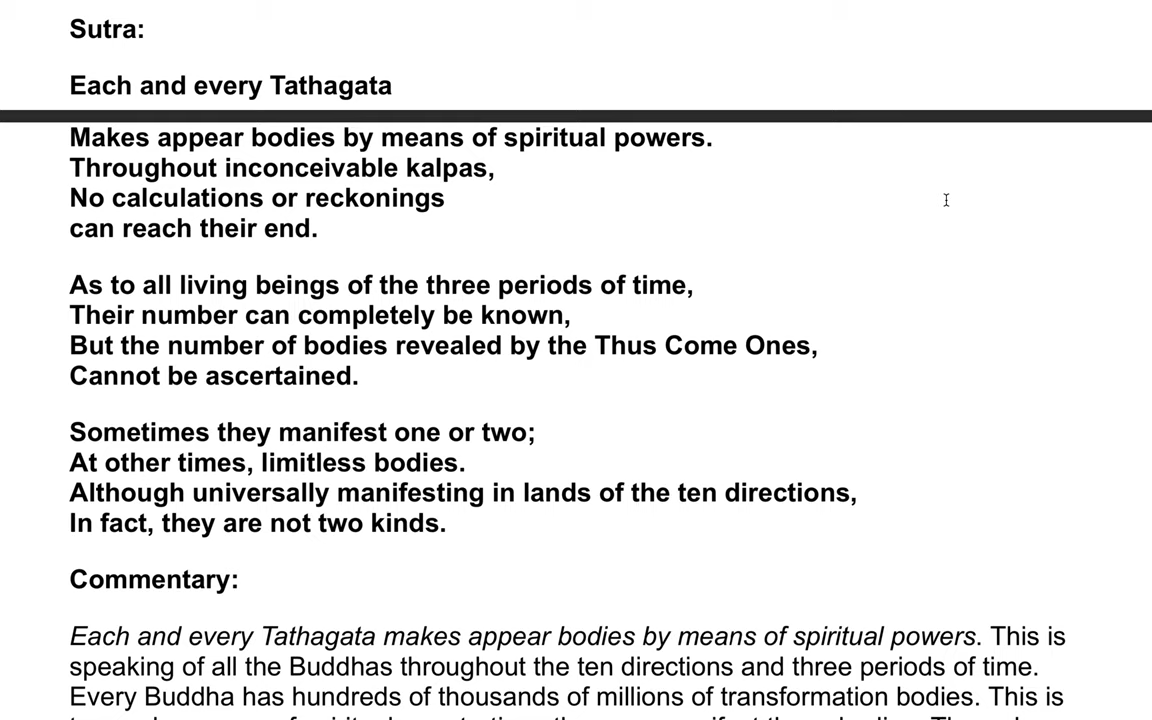 Sutra:
Each and every Tathagata
Makes appear bodies by means of spiritual powers.
Throughout inconceivable kalpas,
No calculations or reckonings
can reach their end.
As to all living beings of the three periods of time,
Their number can completely be known,
But the number of bodies revealed by the Thus Come Ones,
Cannot be ascertained.
Sometimes they manifest one or two;
At other times, limitless bodies.
Although universally manifesting in lands of the ten directions,
In fact, they are not two kinds.
Commentary:
Each and every Tathagata makes appear bodies by means of spiritual powers. This is
speaking of all the Buddhas throughout the ten directions and three periods of time.
Every Buddha has hundreds of thousands of millions of transformation bodies. This is